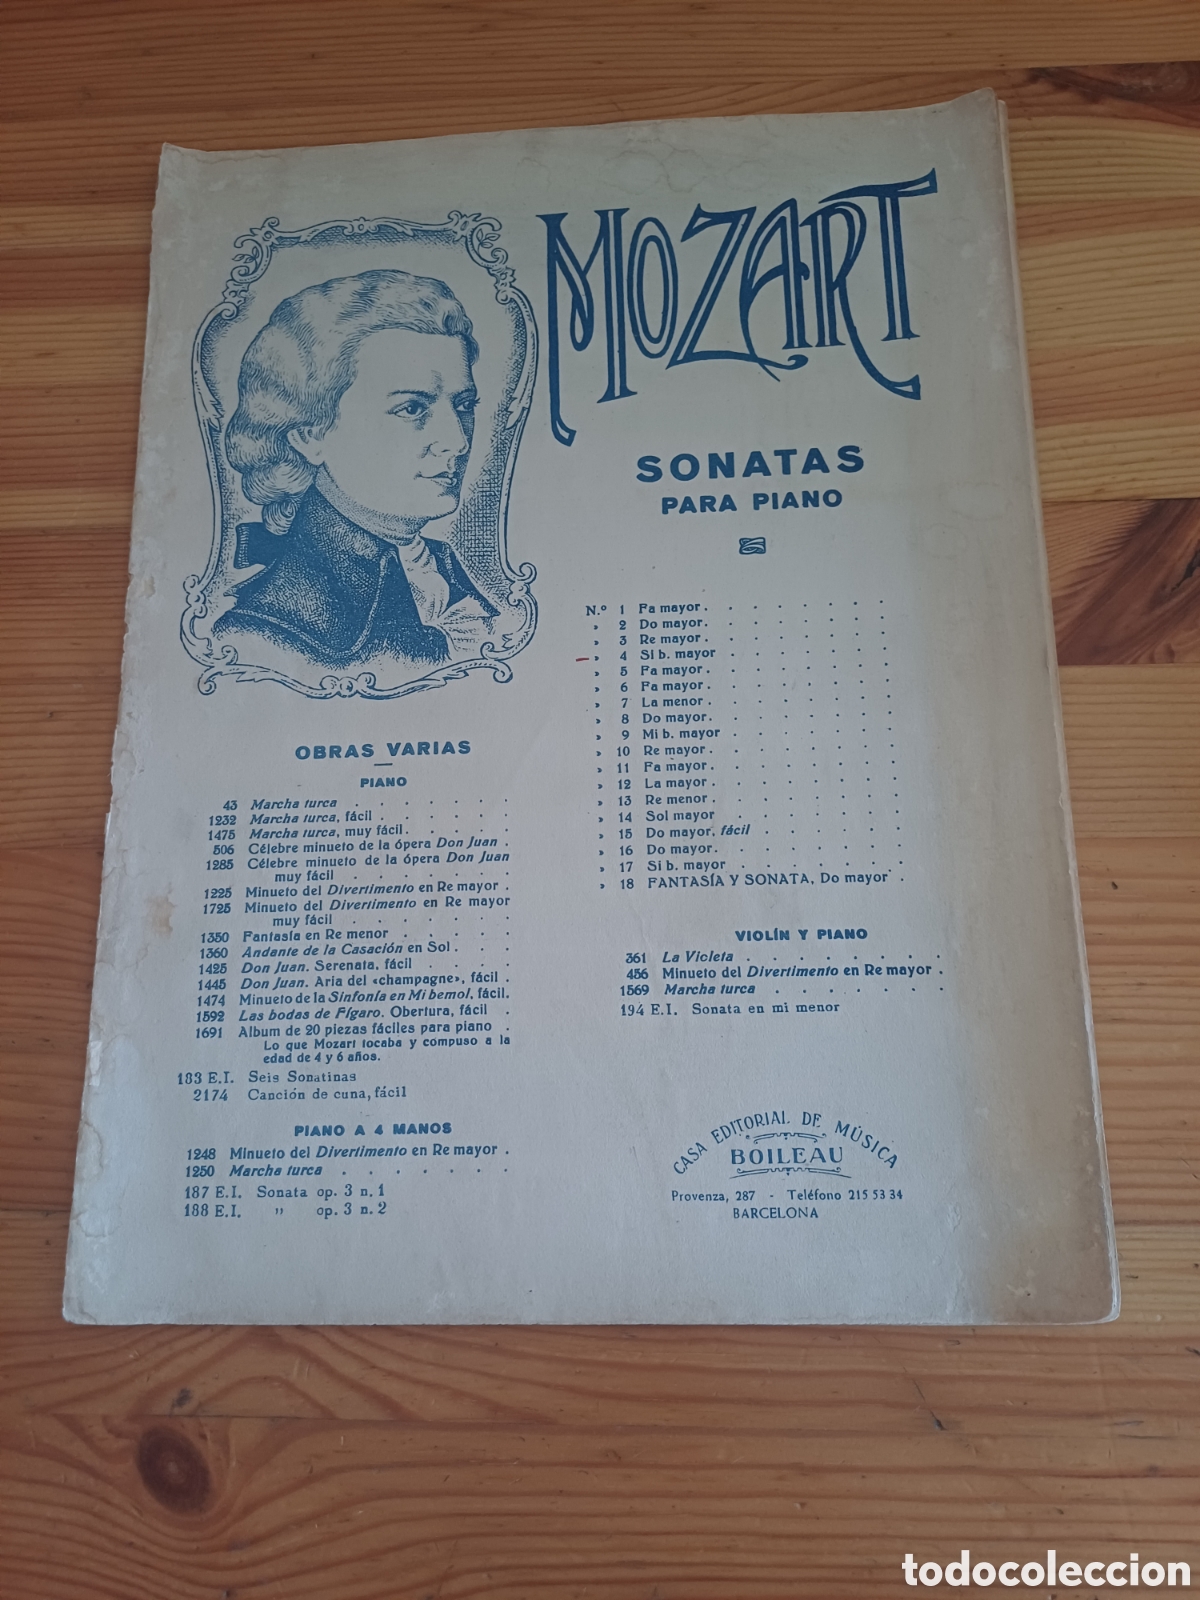 MOZART
SONATAS
PARA PIANO
N.º 1 Fa mayor . . . . . . . .
» 2 Do mayor . . . . . . . .
» 3 Re mayor . . . . . . . .
» 4 Si b. mayor . . . . . . .
» 5 Fa mayor . . . . . . . .
» 6 Fa mayor . . . . . . . .
» 7 La menor . . . . . . . .
» 8 Do mayor . . . . . . . .
» 9 Mi b. mayor . . . . . . .
» 10 Re mayor . . . . . . . .
» 11 Fa mayor . . . . . . . .
» 12 La mayor . . . . . . . .
» 13 Re menor . . . . . . . .
» 14 Sol mayor . . . . . . .
» 15 Do mayor, fácil . . . . . .
» 16 Do mayor . . . . . . . .
» 17 Si b. mayor . . . . . . .
» 18 FANTASÍA Y SONATA, Do mayor .
OBRAS VARIAS
PIANO
43 Marcha turca . . . . . . .
1232 Marcha turca, fácil . . . . . .
1475 Marcha turca, muy fácil . . . . .
506 Célebre minueto de la ópera Don Juan .
1285 Célebre minueto de la ópera Don Juan
muy fácil . . . . . . .
1225 Minueto del Divertimento en Re mayor .
1725 Minueto del Divertimento en Re mayor
muy fácil . . . . . . .
1350 Fantasía en Re menor . . . . .
1360 Andante de la Casación en Sol . . .
1425 Don Juan. Serenata, fácil . . . .
1445 Don Juan. Aria del «champagne», fácil .
1474 Minueto de la Sinfonía en Mi bemol, fácil.
1592 Las bodas de Fígaro. Obertura, fácil .
1691 Album de 20 piezas fáciles para piano .
Lo que Mozart tocaba y compuso a la
edad de 4 y 6 años.
183 E.I. Seis Sonatinas
2174 Canción de cuna, fácil
PIANO A 4 MANOS
1248 Minueto del Divertimento en Re mayor .
1250 Marcha turca . . . . . . .
187 E.I. Sonata op. 3 n. 1
188 E.I. " op. 3 n. 2
VIOLÍN Y PIANO
361 La Violeta . . . . . . . .
456 Minueto del Divertimento en Re mayor .
1569 Marcha turca . . . . . . .
194 E.I. Sonata en mi menor
CASA EDITORIAL DE MÚSICA
BOILEAU
Provenza, 287 - Teléfono 215 53 34
BARCELONA
todocoleccion